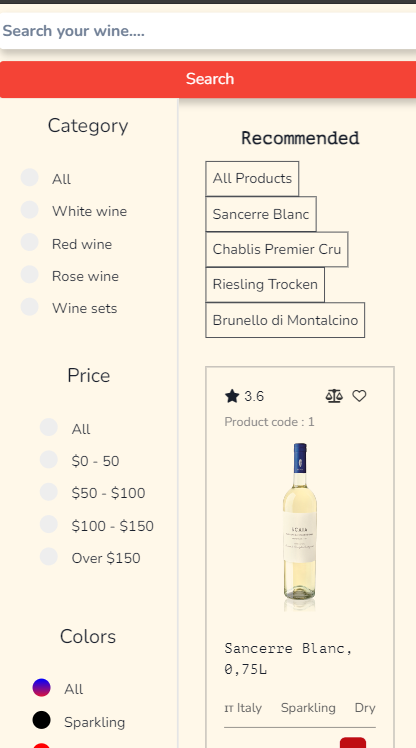 Search your wine....
Search
Category
All
White wine
Red wine
Rose wine
Wine sets
Price
All
$0 - 50
$50 - $100
$100 - $150
Over $150
Colors
All
Sparkling
Recommended
All Products
Sancerre Blanc
Chablis Premier Cru
Riesling Trocken
Brunello di Montalcino
3.6
Product code : 1
Sancerre Blanc,
0,75L
IT Italy Sparkling Dry